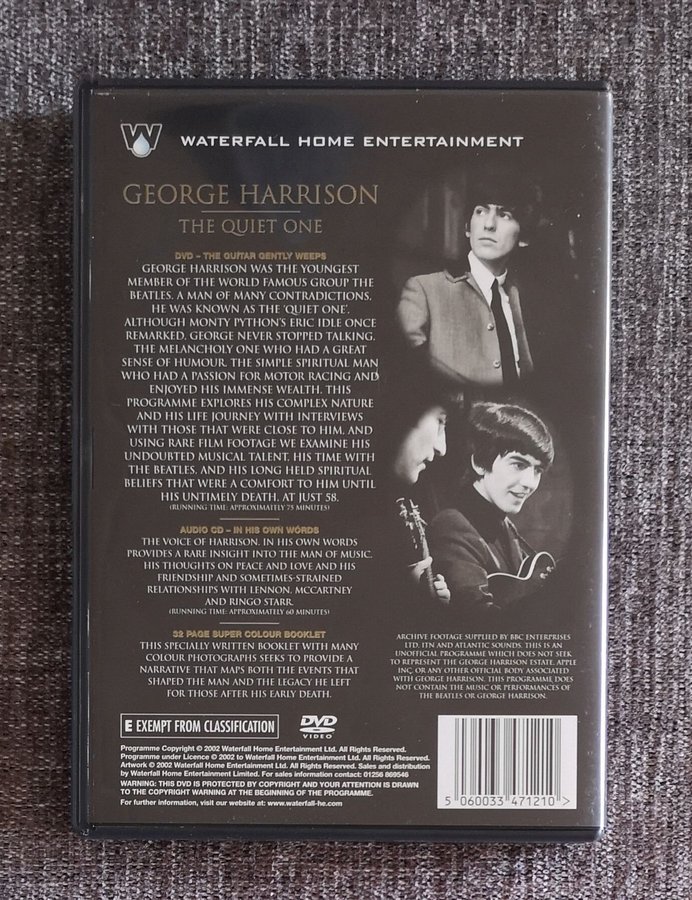 WATERFALL HOME ENTERTAINMENT
GEORGE HARRISON
THE QUIET ONE
DVD – THE GUITAR GENTLY WEEPS
GEORGE HARRISON WAS THE YOUNGEST
MEMBER OF THE WORLD FAMOUS GROUP THE
BEATLES. A MAN OF MANY CONTRADICTIONS.
HE WAS KNOWN AS THE 'QUIET ONE'.
ALTHOUGH MONTY PYTHON'S ERIC IDLE ONCE
REMARKED, GEORGE NEVER STOPPED TALKING.
THE MELANCHOLY ONE WHO HAD A GREAT
SENSE OF HUMOUR. THE SIMPLE SPIRITUAL MAN
WHO HAD A PASSION FOR MOTOR RACING AND
ENJOYED HIS IMMENSE WEALTH. THIS
PROGRAMME EXPLORES HIS COMPLEX NATURE
AND HIS LIFE JOURNEY WITH INTERVIEWS
WITH THOSE THAT WERE CLOSE TO HIM, AND
USING RARE FILM FOOTAGE WE EXAMINE HIS
UNDOUBTED MUSICAL TALENT, HIS TIME WITH
THE BEATLES, AND HIS LONG HELD SPIRITUAL
BELIEFS THAT WERE A COMFORT TO HIM UNTIL
HIS UNTIMELY DEATH, AT JUST 58.
(RUNNING TIME: APPROXIMATELY 75 MINUTES)
AUDIO CD – IN HIS OWN WORDS
THE VOICE OF HARRISON. IN HIS OWN WORDS
PROVIDES A RARE INSIGHT INTO THE MAN OF MUSIC.
HIS THOUGHTS ON PEACE AND LOVE AND HIS
FRIENDSHIP AND SOMETIMES-STRAINED
RELATIONSHIPS WITH LENNON, MCCARTNEY
AND RINGO STARR.
(RUNNING TIME: APPROXIMATELY 60 MINUTES)
32 PAGE SUPER COLOUR BOOKLET
THIS SPECIALLY WRITTEN BOOKLET WITH MANY
COLOUR PHOTOGRAPHS SEEKS TO PROVIDE A
NARRATIVE THAT MAPS BOTH THE EVENTS THAT
SHAPED THE MAN AND THE LEGACY HE LEFT
FOR THOSE AFTER HIS EARLY DEATH.
ARCHIVE FOOTAGE SUPPLIED BY BBC ENTERPRISES
LTD, ITN AND ATLANTIC SOUNDS. THIS IS AN
UNOFFICIAL PROGRAMME WHICH DOES NOT SEEK
TO REPRESENT THE GEORGE HARRISON ESTATE, APPLE
INC, OR ANY OTHER OFFICIAL BODY ASSOCIATED
WITH GEORGE HARRISON. THIS PROGRAMME DOES
NOT CONTAIN THE MUSIC OR PERFORMANCES OF
THE BEATLES OR GEORGE HARRISON.
E EXEMPT FROM CLASSIFICATION
DVD VIDEO
Programme Copyright © 2002 Waterfall Home Entertainment Ltd. All Rights Reserved.
Programme under Licence © 2002 to Waterfall Home Entertainment Ltd. All Rights Reserved.
Artwork © 2002 Waterfall Home Entertainment Ltd. All Rights Reserved. Sales and distribution
by Waterfall Home Entertainment Limited. For sales information contact: 01256 869546
WARNING: THIS DVD IS PROTECTED BY COPYRIGHT AND YOUR ATTENTION IS DRAWN
TO THE COPYRIGHT WARNING AT THE BEGINNING OF THE PROGRAMME.
For further information, visit our website at: www.waterfall-he.com
5 060033 471210 >